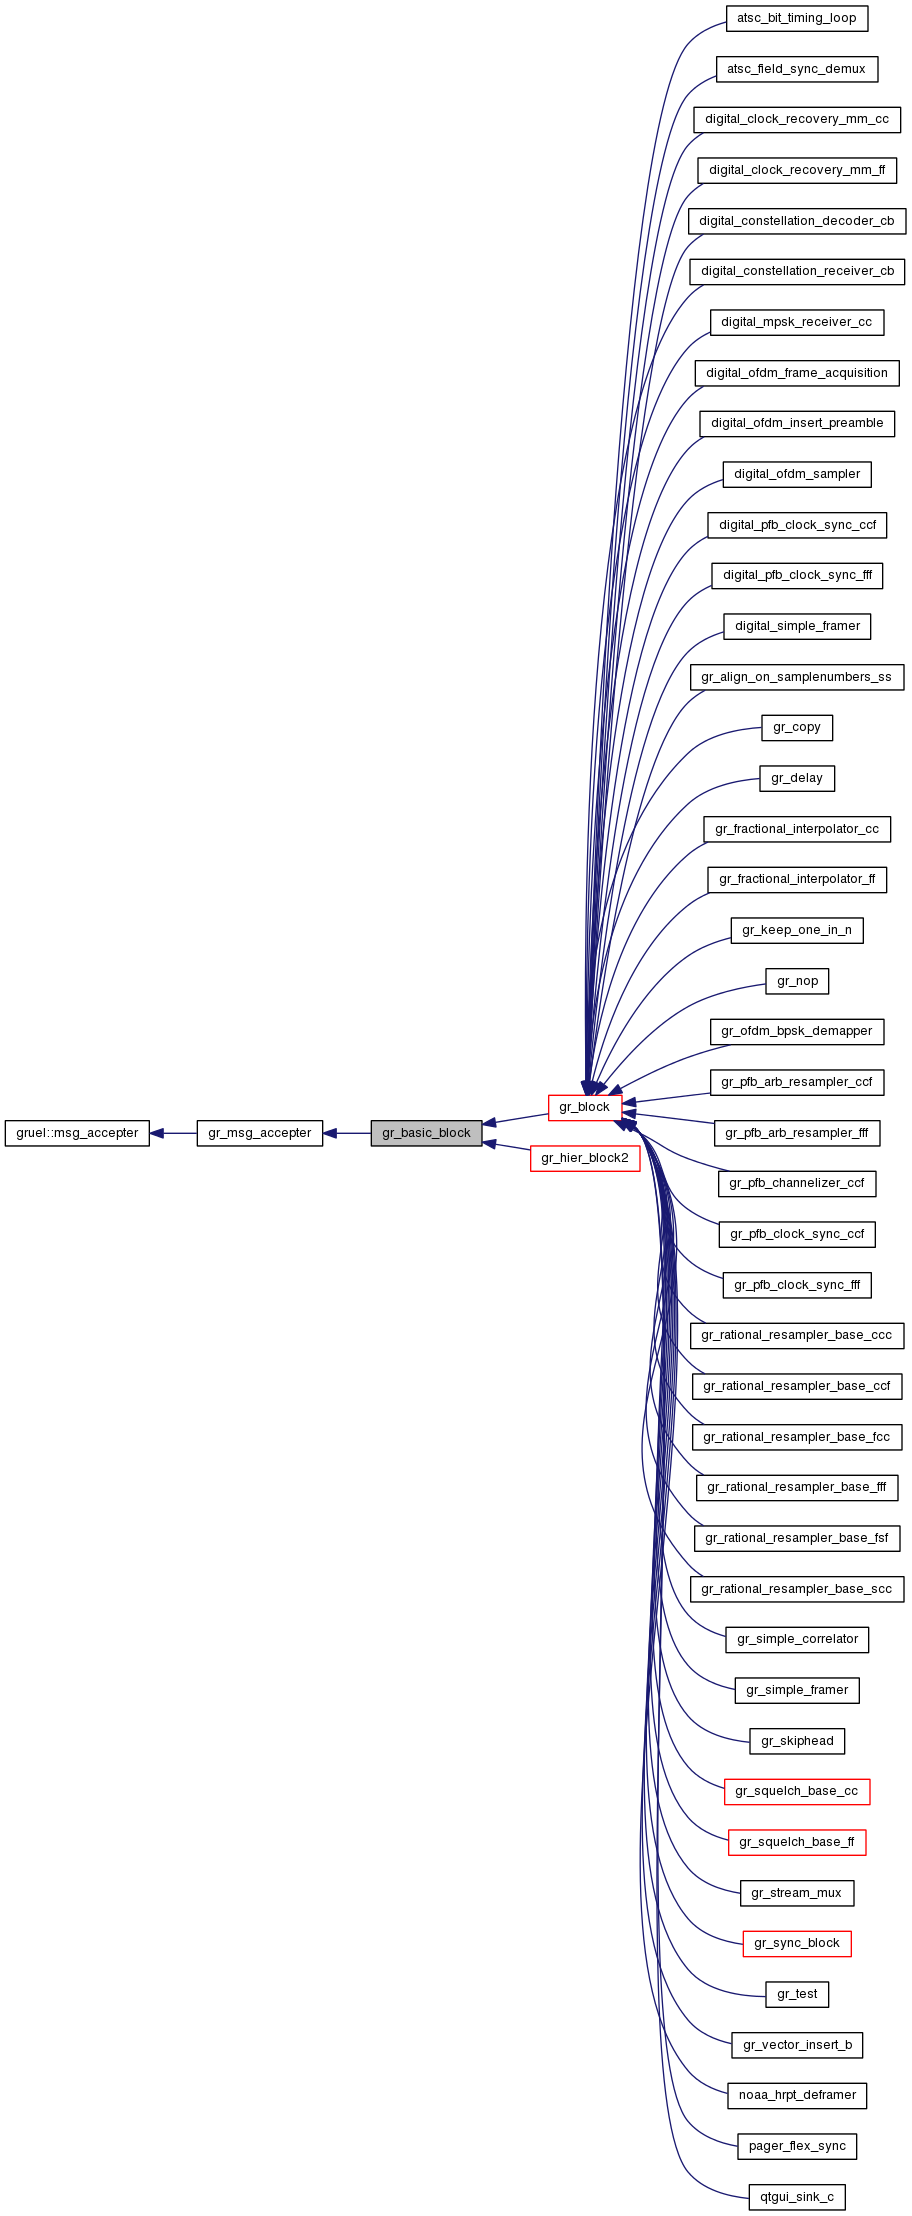 atsc_bit_timing_loop
atsc_field_sync_demux
digital_clock_recovery_mm_cc
digital_clock_recovery_mm_ff
digital_constellation_decoder_cb
digital_constellation_receiver_cb
digital_mpsk_receiver_cc
digital_ofdm_frame_acquisition
digital_ofdm_insert_preamble
digital_ofdm_sampler
digital_pfb_clock_sync_ccf
digital_pfb_clock_sync_fff
digital_simple_framer
gr_align_on_samplenumbers_ss
gr_copy
gr_delay
gr_fractional_interpolator_cc
gr_fractional_interpolator_ff
gr_keep_one_in_n
gr_nop
gr_ofdm_bpsk_demapper
gr_pfb_arb_resampler_ccf
gr_block
gruel::msg_accepter
gr_msg_accepter
gr_basic_block
gr_pfb_arb_resampler_fff
gr_hier_block2
gr_pfb_channelizer_ccf
gr_pfb_clock_sync_ccf
gr_pfb_clock_sync_fff
gr_rational_resampler_base_ccc
gr_rational_resampler_base_ccf
gr_rational_resampler_base_fcc
gr_rational_resampler_base_fff
gr_rational_resampler_base_fsf
gr_rational_resampler_base_scc
gr_simple_correlator
gr_simple_framer
gr_skiphead
gr_squelch_base_cc
gr_squelch_base_ff
gr_stream_mux
gr_sync_block
gr_test
gr_vector_insert_b
noaa_hrpt_deframer
pager_flex_sync
qtgui_sink_c